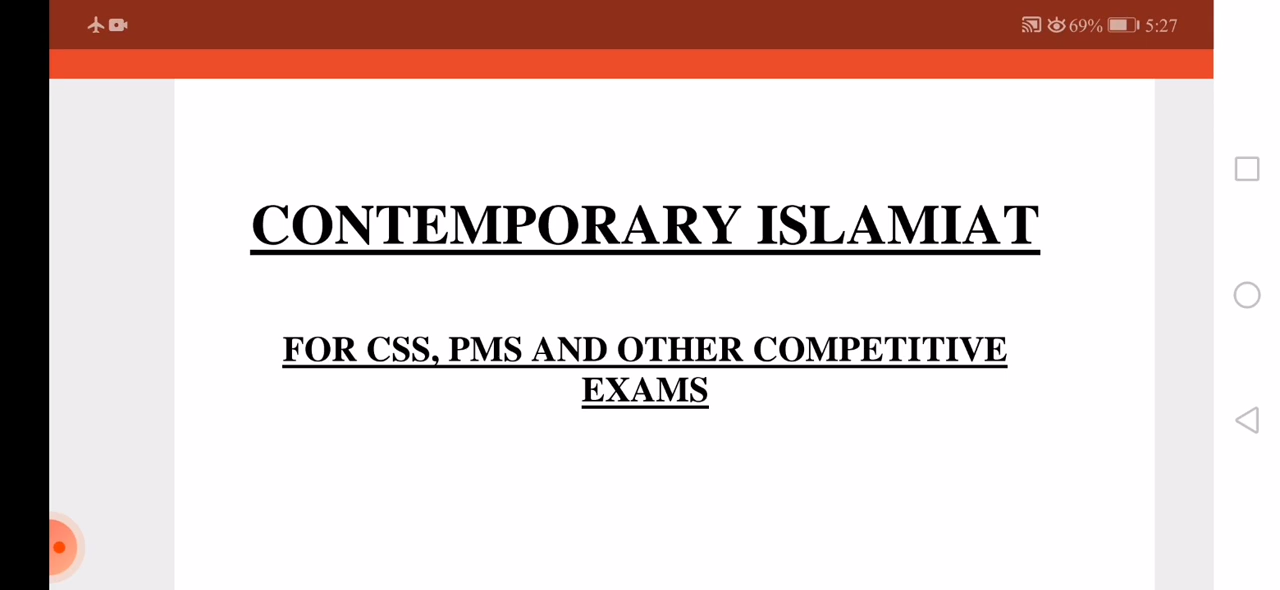 69% 5:27
CONTEMPORARY ISLAMIAT
FOR CSS, PMS AND OTHER COMPETITIVE
EXAMS